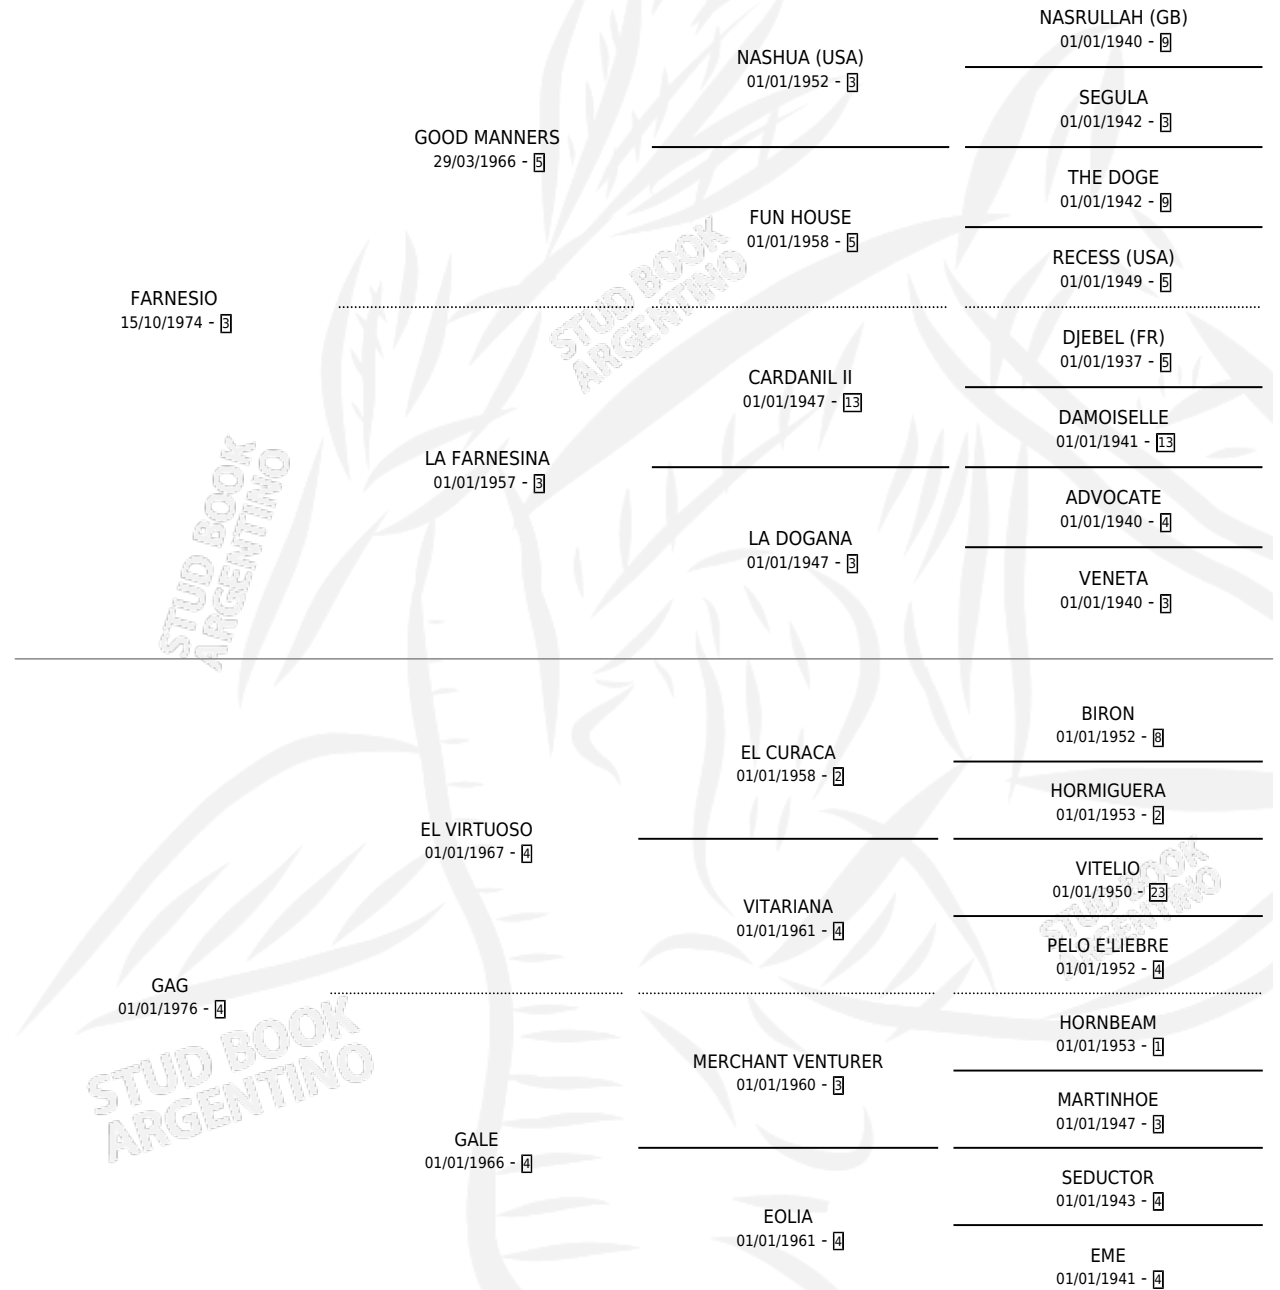 NASRULLAH (GB)
01/01/1940 - 9
NASHUA (USA)
01/01/1952 - 3
SEGULA
01/01/1942 - 3
GOOD MANNERS
29/03/1966 - 5
THE DOGE
01/01/1942 - 9
FUN HOUSE
01/01/1958 - 5
RECESS (USA)
01/01/1949 - 5
FARNESIO
15/10/1974 - 3
DJEBEL (FR)
01/01/1937 - 5
CARDANIL II
01/01/1947 - 13
DAMOISELLE
01/01/1941 - 13
LA FARNESINA
01/01/1957 - 3
ADVOCATE
01/01/1940 - 4
LA DOGANA
01/01/1947 - 3
VENETA
01/01/1940 - 3
BIRON
01/01/1952 - 8
EL CURACA
01/01/1958 - 2
HORMIGUERA
01/01/1953 - 2
EL VIRTUOSO
01/01/1967 - 4
VITELIO
01/01/1950 - 23
VITARIANA
01/01/1961 - 4
PELO E'LIEBRE
01/01/1952 - 4
GAG
01/01/1976 - 4
HORNBEAM
01/01/1953 - 1
MERCHANT VENTURER
01/01/1960 - 3
MARTINHOE
01/01/1947 - 3
GALE
01/01/1966 - 4
SEDUCTOR
01/01/1943 - 4
EOLIA
01/01/1961 - 4
EME
01/01/1941 - 4
STUD BOOK
ARGENTINO
STUD BOOK
ARGENTINO
STUD BOOK
ARGENTINO
STUD BOOK
ARGENTINO